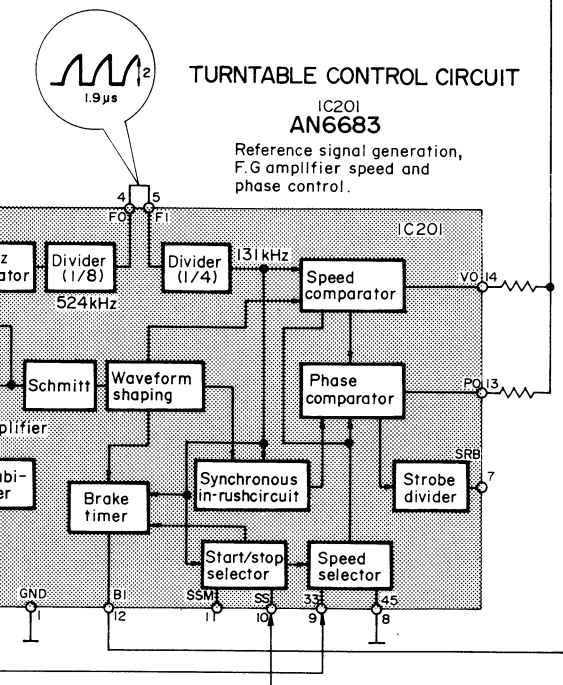 2
1.9μs
TURNTABLE CONTROL CIRCUIT
IC201
AN6683
Reference signal generation,
F.G amplifier speed and
phase control.
4 5
FO FI
IC201
z
ator
Divider
(1/8)
524kHz
Divider
(1/4)
131kHz
Speed
comparator
VO 14
Schmitt
Waveform
shaping
Phase
comparator
PO 13
plifier
abi-
er
Brake
timer
Synchronous
in-rushcircuit
Strobe
divider
SRB
7
Start/stop
selector
Speed
selector
GND
1
BI
12
SSM
11
SS
10
33
9
45
8